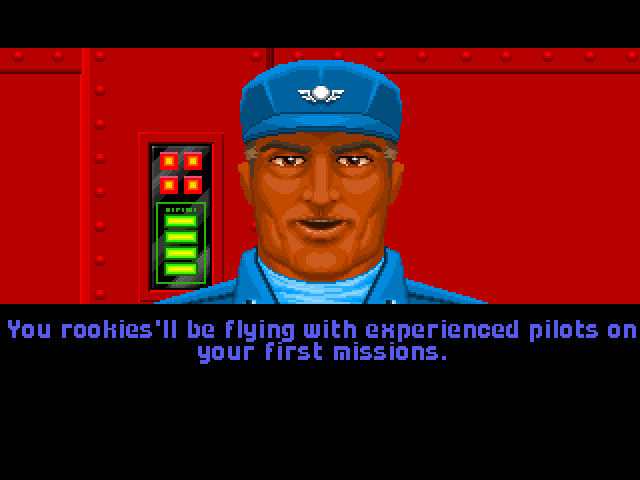 You rookies'll be flying with experienced pilots on
your first missions.